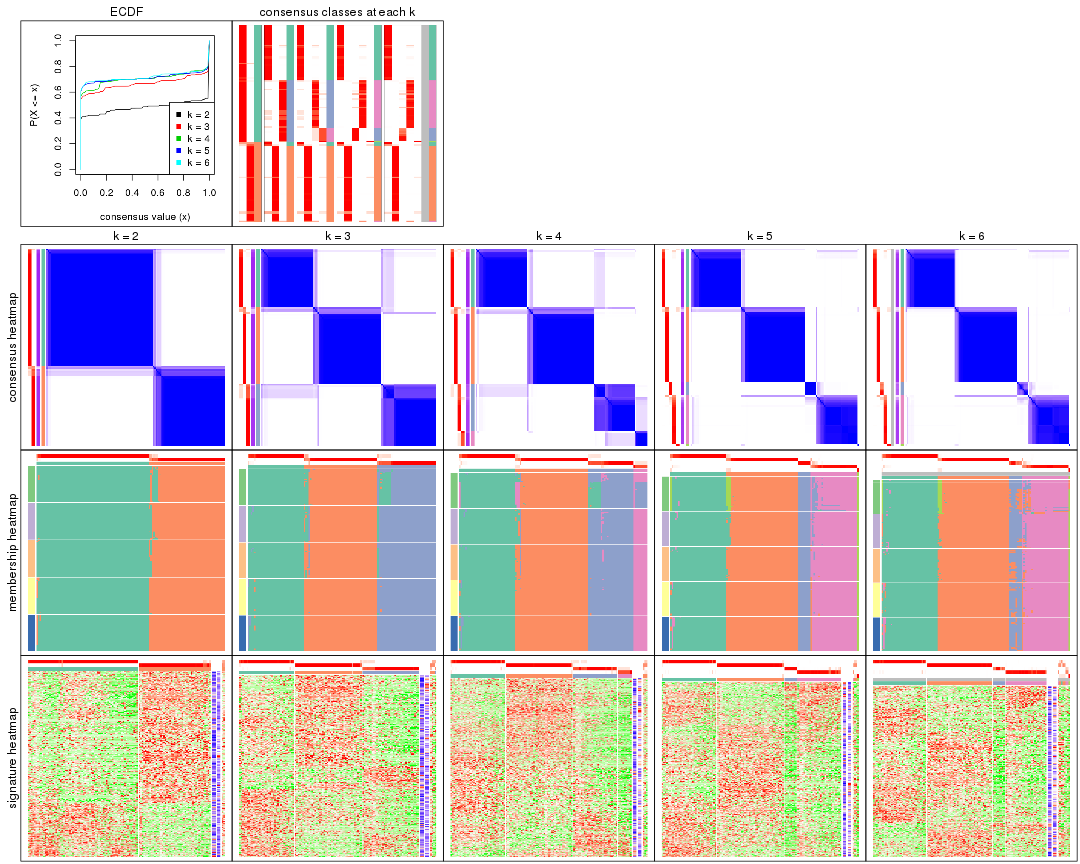 ECDF
consensus classes at each k
P(X <= x)
0.0 0.2 0.4 0.6 0.8 1.0
k = 2
k = 3
k = 4
k = 5
k = 6
0.0 0.2 0.4 0.6 0.8 1.0
consensus value (x)
k = 2 k = 3 k = 4 k = 5 k = 6
consensus heatmap
membership heatmap
signature heatmap